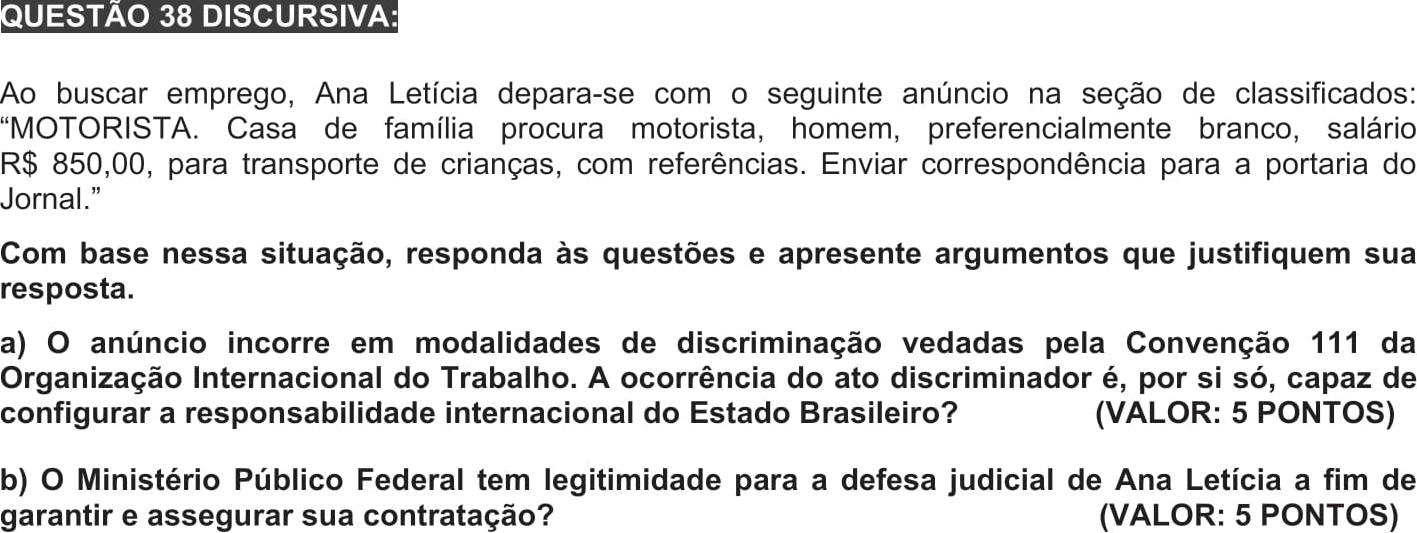 QUESTÃO 38 DISCURSIVA:
Ao buscar emprego, Ana Letícia depara-se com o seguinte anúncio na seção de classificados:
“MOTORISTA. Casa de família procura motorista, homem, preferencialmente branco, salário
R$ 850,00, para transporte de crianças, com referências. Enviar correspondência para a portaria do
Jornal.”
Com base nessa situação, responda às questões e apresente argumentos que justifiquem sua
resposta.
a) O anúncio incorre em modalidades de discriminação vedadas pela Convenção 111 da
Organização Internacional do Trabalho. A ocorrência do ato discriminador é, por si só, capaz de
configurar a responsabilidade internacional do Estado Brasileiro? (VALOR: 5 PONTOS)
b) O Ministério Público Federal tem legitimidade para a defesa judicial de Ana Letícia a fim de
garantir e assegurar sua contratação? (VALOR: 5 PONTOS)